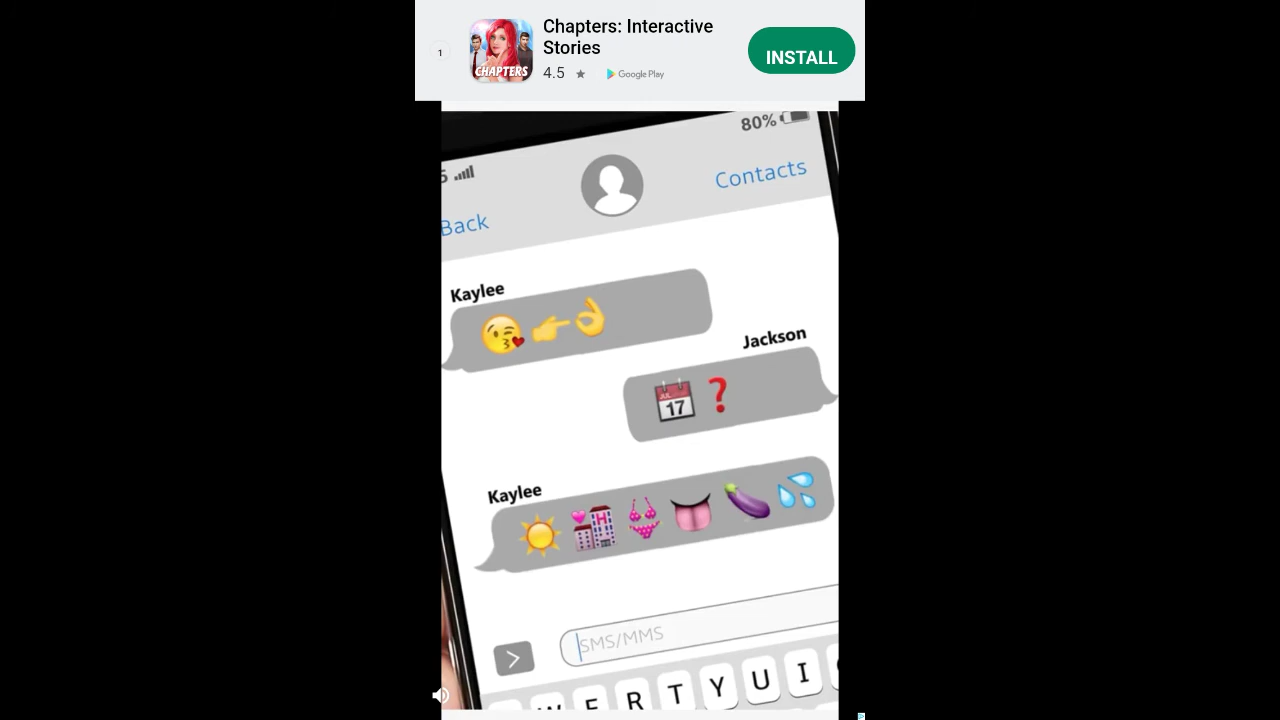 1
Chapters: Interactive
Stories
4.5 ★ Google Play
INSTALL
CHAPTERS
80%
5
Contacts
Back
Kaylee
😘👉👌
Jackson
📅❓
JUL
17
Kaylee
☀️🏩👙👅🍆💦
SMS/MMS
W E R T Y U I